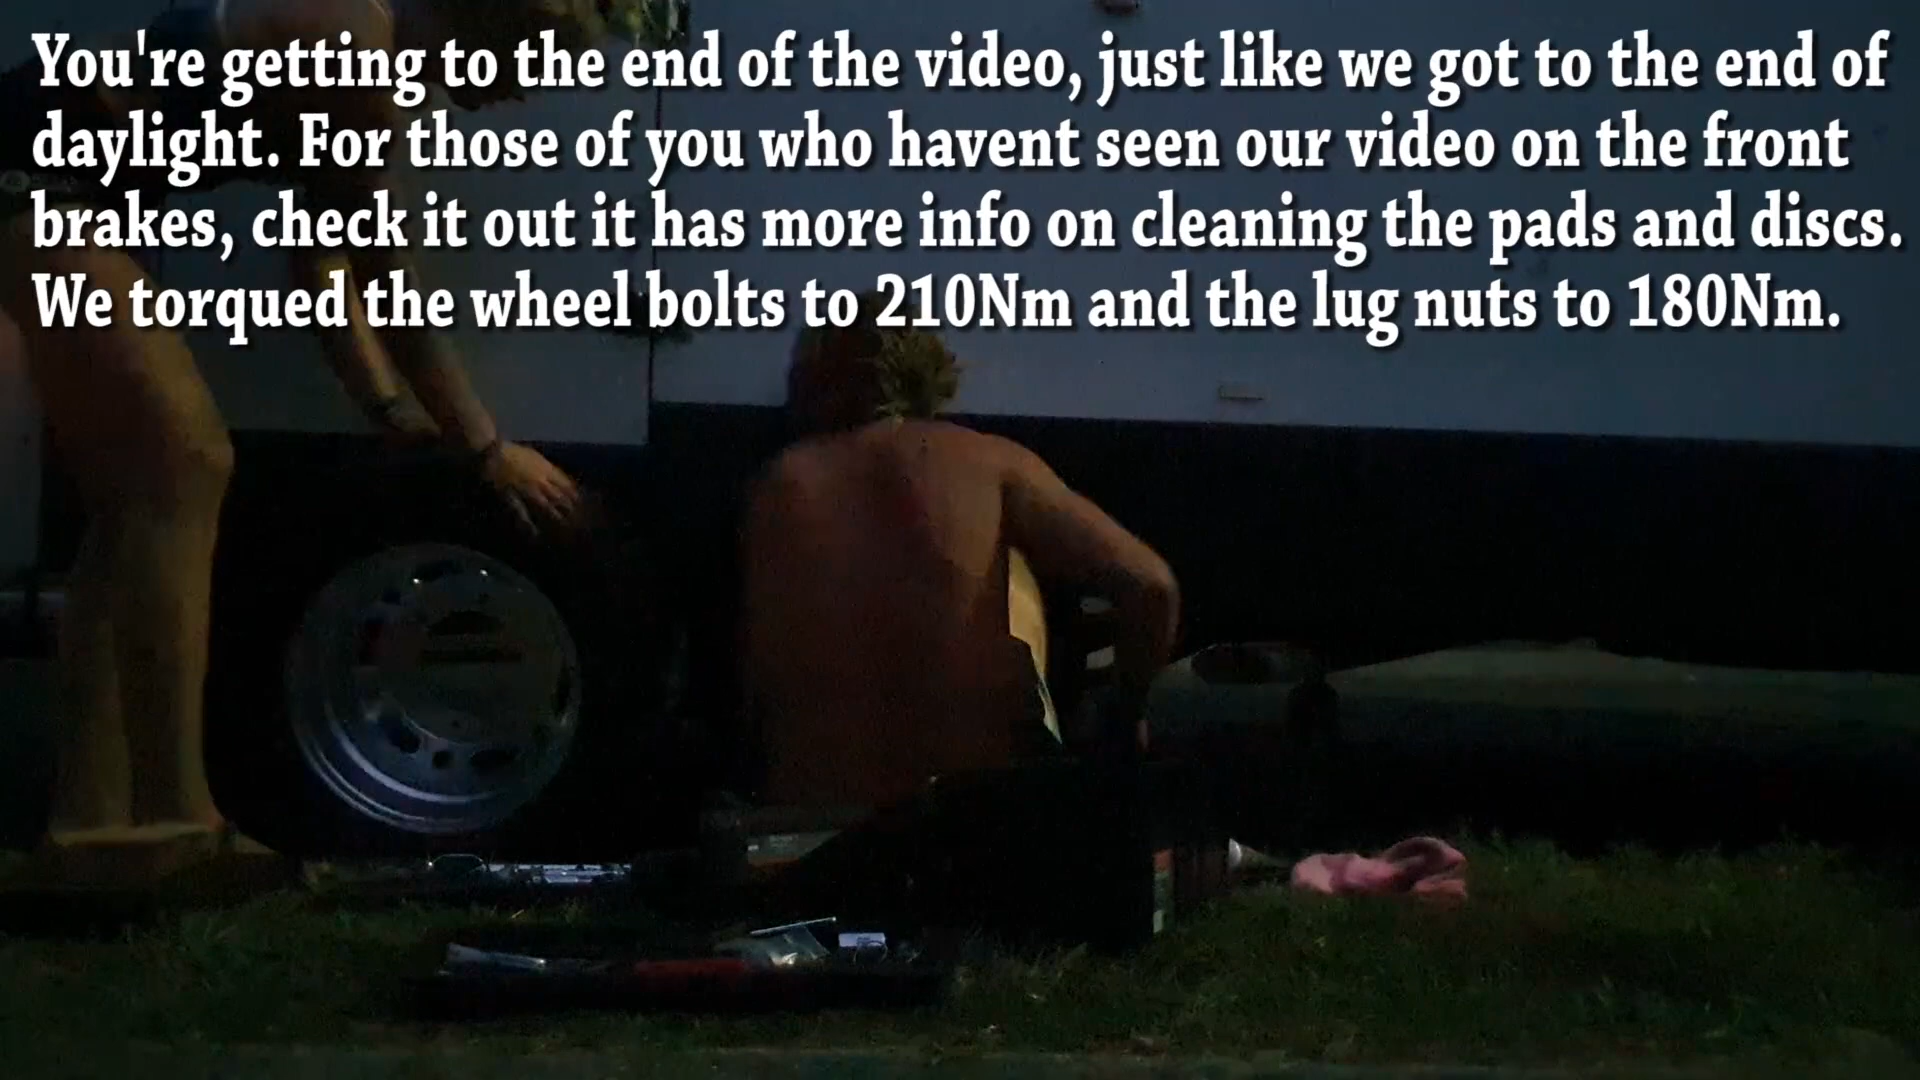 You're getting to the end of the video, just like we got to the end of
daylight. For those of you who havent seen our video on the front
brakes, check it out it has more info on cleaning the pads and discs.
We torqued the wheel bolts to 210Nm and the lug nuts to 180Nm.